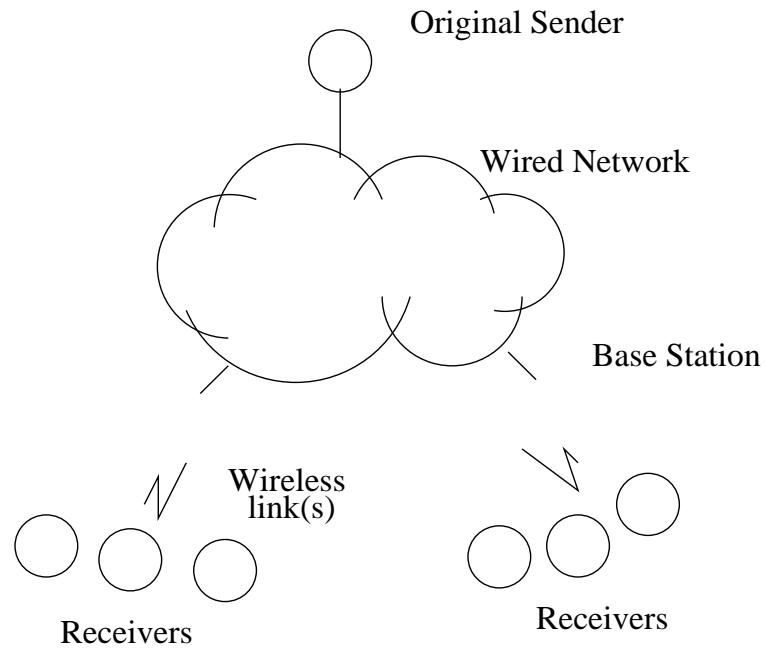 Original Sender
Wired Network
Base Station
Wireless
link(s)
Receivers
Receivers